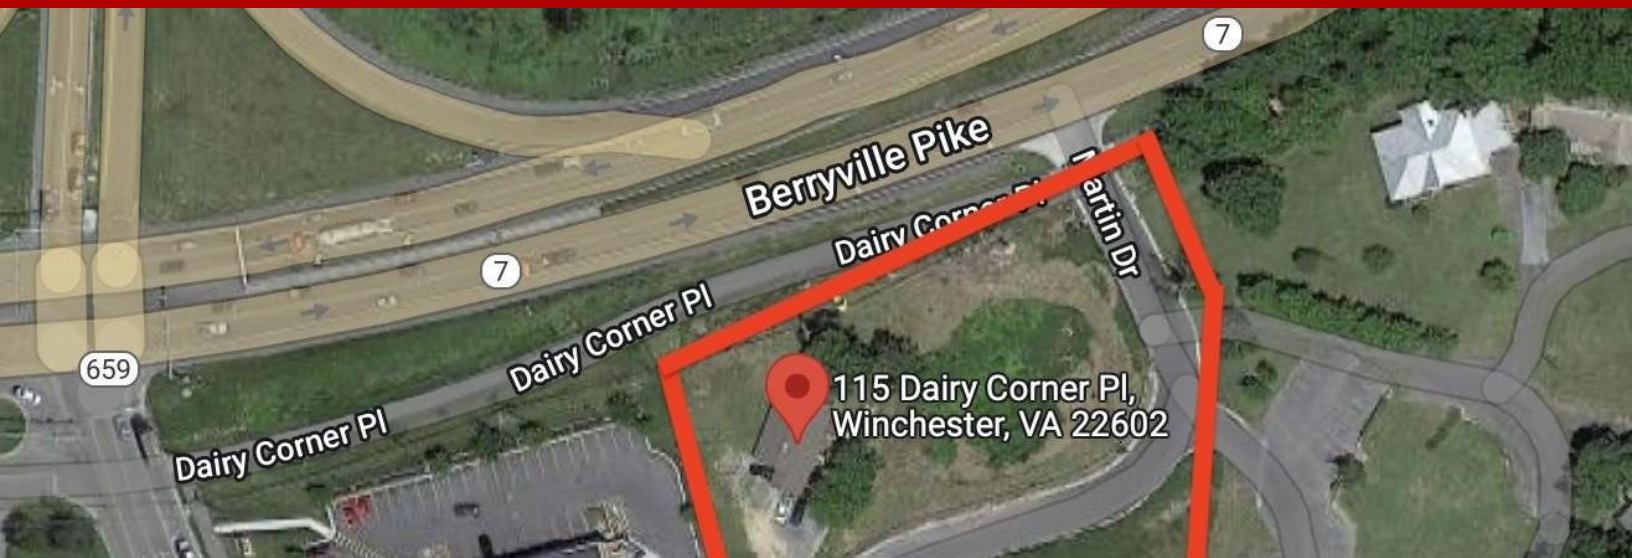 7
Berryville Pike
Martin Dr
Dairy Corner Pl
7
Dairy Corner Pl
659
115 Dairy Corner Pl,
Winchester, VA 22602
Dairy Corner Pl